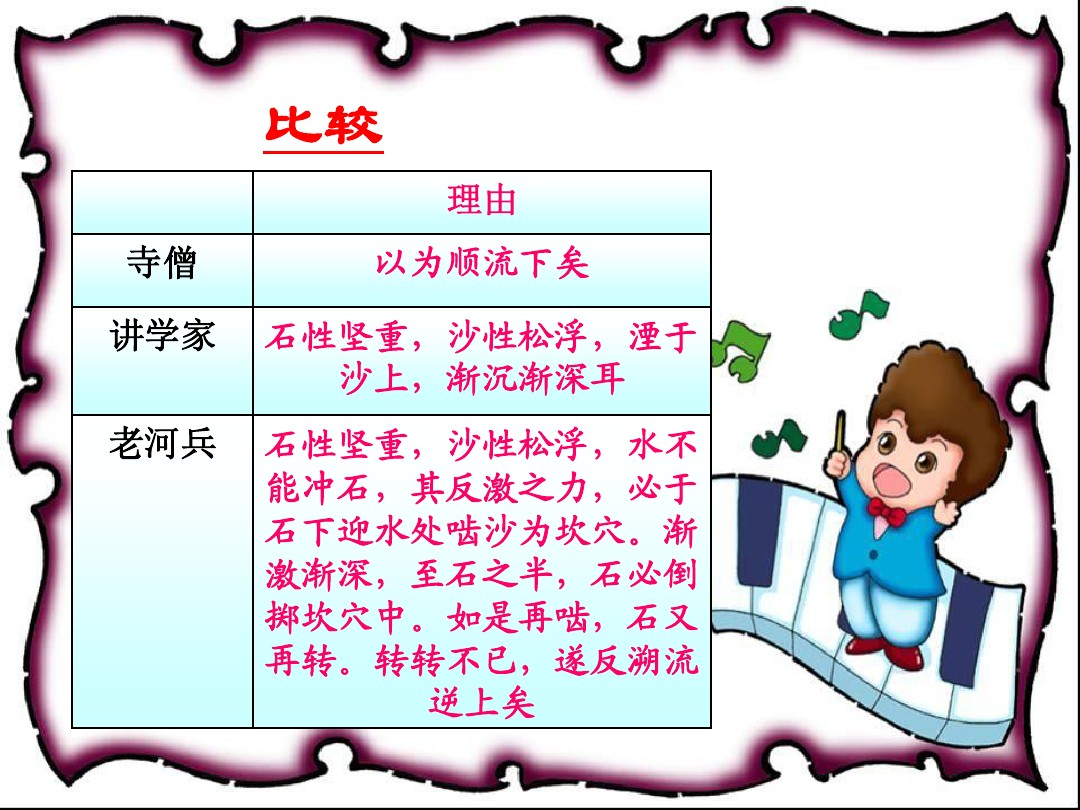 比较
理由
寺僧
以为顺流下矣
讲学家
石性坚重，沙性松浮，湮于
沙上，渐沉渐深耳
老河兵
石性坚重，沙性松浮，水不
能冲石，其反激之力，必于
石下迎水处啮沙为坎穴。渐
激渐深，至石之半，石必倒
掷坎穴中。如是再啮，石又
再转。转转不已，遂反溯流
逆上矣